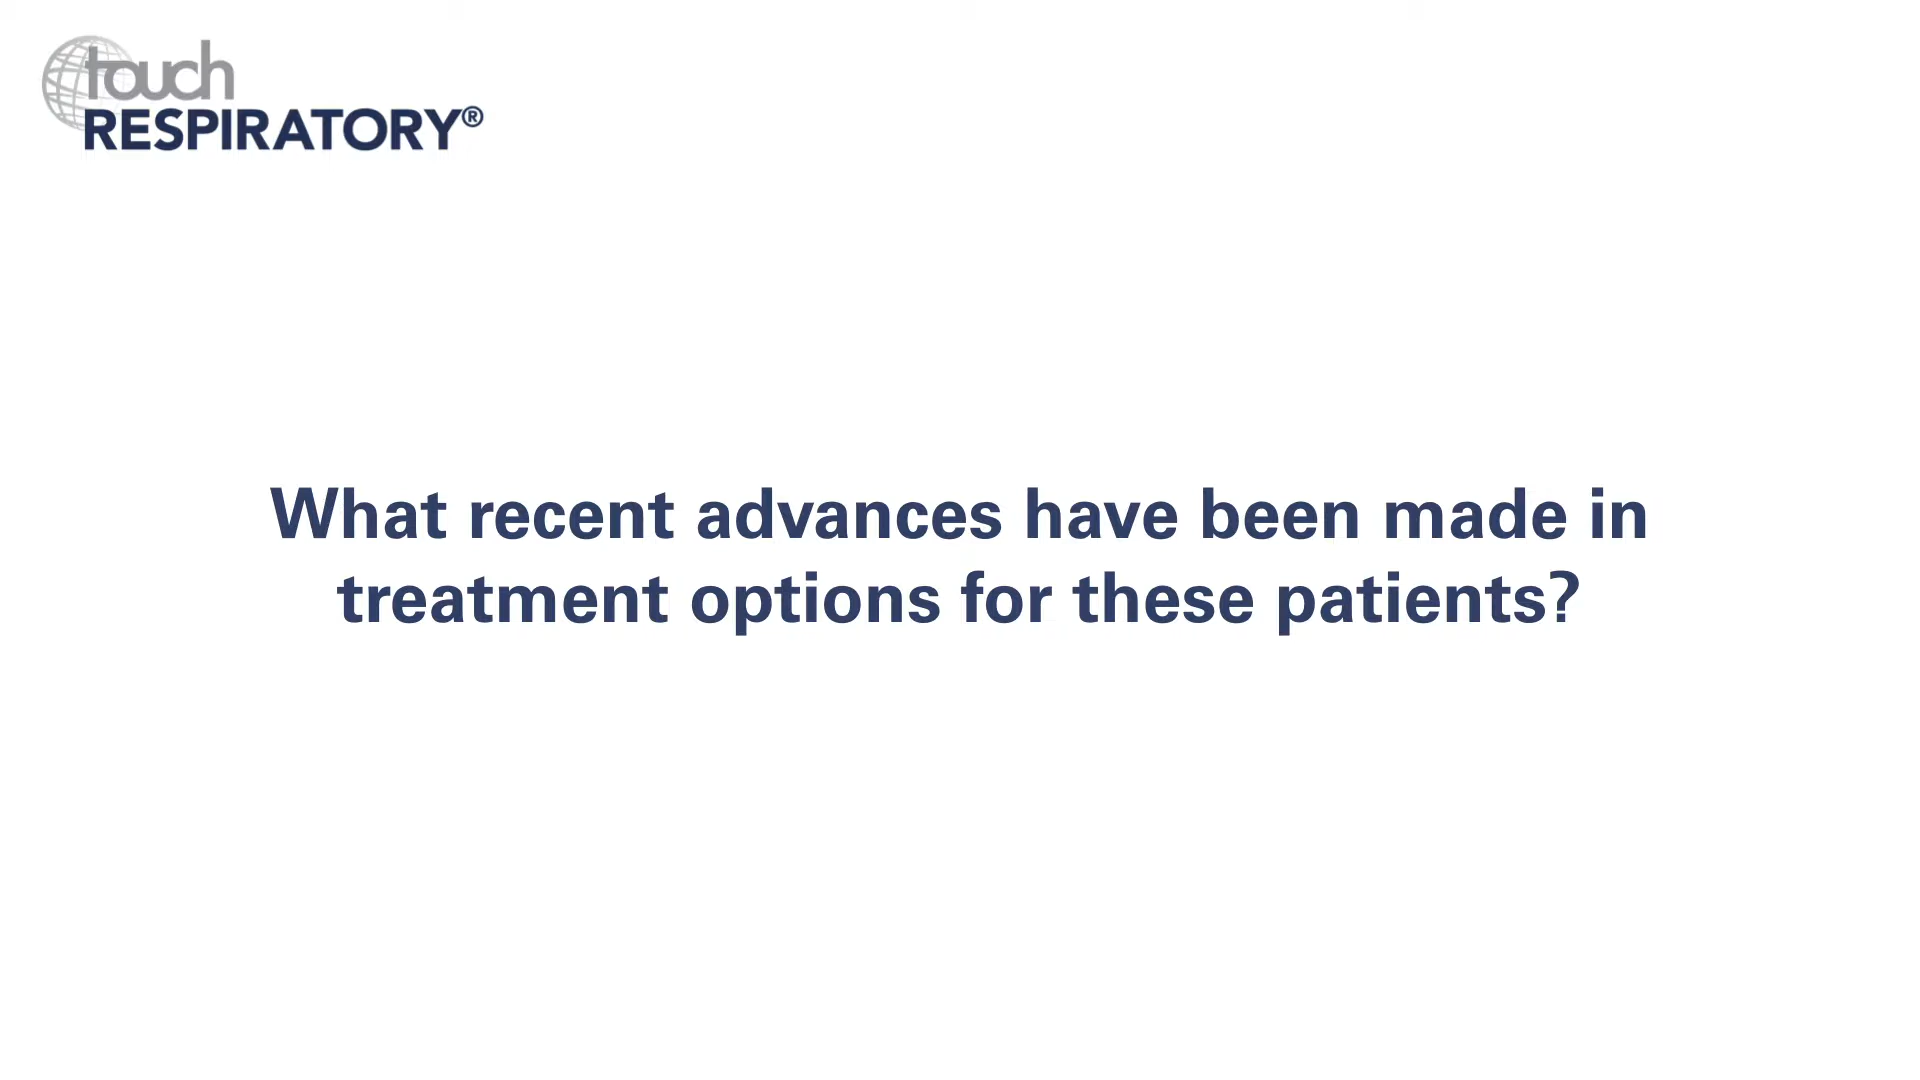 touch
RESPIRATORY®
What recent advances have been made in
treatment options for these patients?